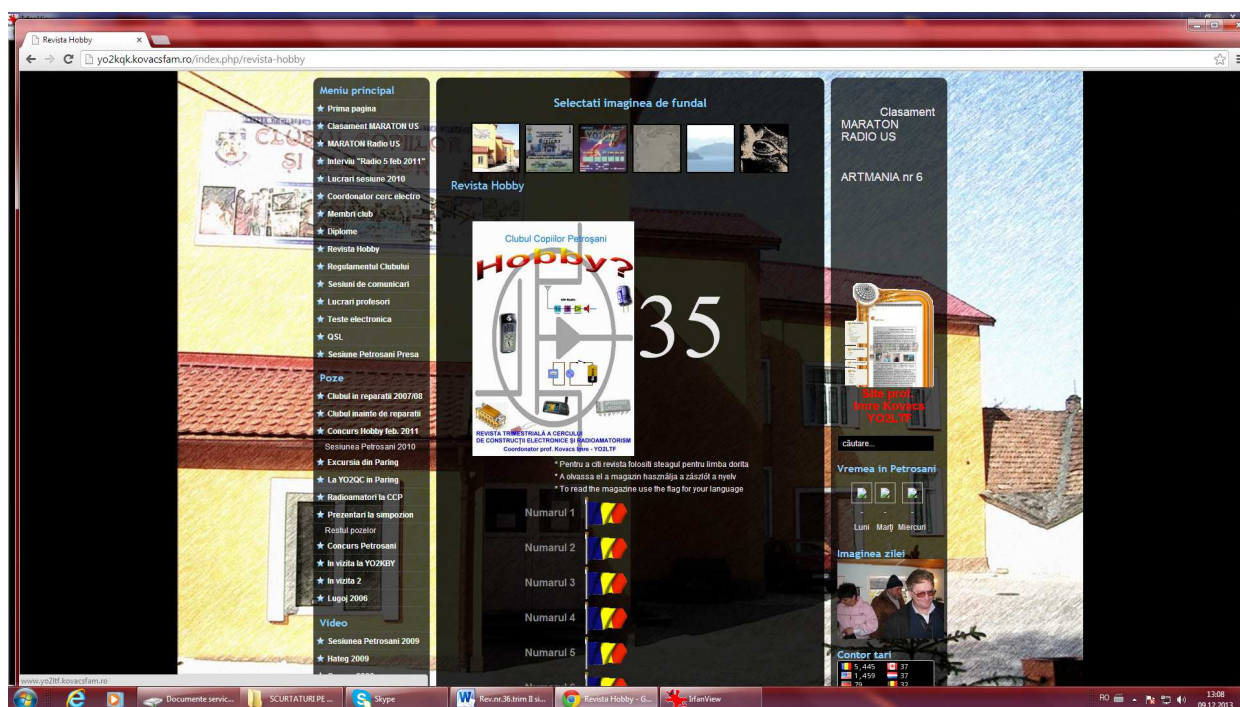 Revista Hobby
yo2kqk.kovacsfam.ro/index.php/revista-hobby
Meniu principal
Prima pagina
Clasament MARATON US
MARATON Radio US
Interviu "Radio 5 feb 2011"
Lucrari sesiune 2010
Coordonator cerc electro
Membri club
Diplome
Revista Hobby
Regulamentul Clubului
Sesiuni de comunicari
Lucrari profesori
Teste electronica
QSL
Sesiune Petrosani Presa
Poze
Clubul in reparatii 2007/08
Clubul inainte de reparatii
Concurs Hobby feb. 2011
Sesiunea Petrosani 2010
Excursia din Paring
La YO2QC in Paring
Radioamatori la CCP
Prezentari la simpozion
Restul pozelor
Concurs Petrosani
In vizita la YO2KBY
In vizita 2
Lugoj 2006
Video
Sesiunea Petrosani 2009
Hateg 2009
Selectati imaginea de fundal
Revista Hobby
Clubul Copiilor Petroşani
Hobby?
35
REVISTA TRIMESTRIALĂ A CERCULUI
DE CONSTRUCŢII ELECTRONICE ŞI RADIOAMATORISM
Coordonator prof. Kovacs Imre - YO2LTF
* Pentru a citi revista folositi steagul pentru limba dorita
* A olvassa el a magazin használja a zászlót a nyelv
* To read the magazine use the flag for your language
Numarul 1
Numarul 2
Numarul 3
Numarul 4
Numarul 5
Clasament
MARATON
RADIO US
ARTMANIA nr 6
Site prof.
Imre Kovacs
YO2LTF
căutare...
Vremea in Petrosani
- - -
Luni Marţi Miercuri
Imaginea zilei
Contor tari
5,445 37
1,459 37
79 32
www.yo2ltf.kovacsfam.ro
Documente servic...
SCURTATURI PE ...
Skype
Rev.nr.36.trim II si...
Revista Hobby - G...
IrfanView
RO
13:08
09.12.2013